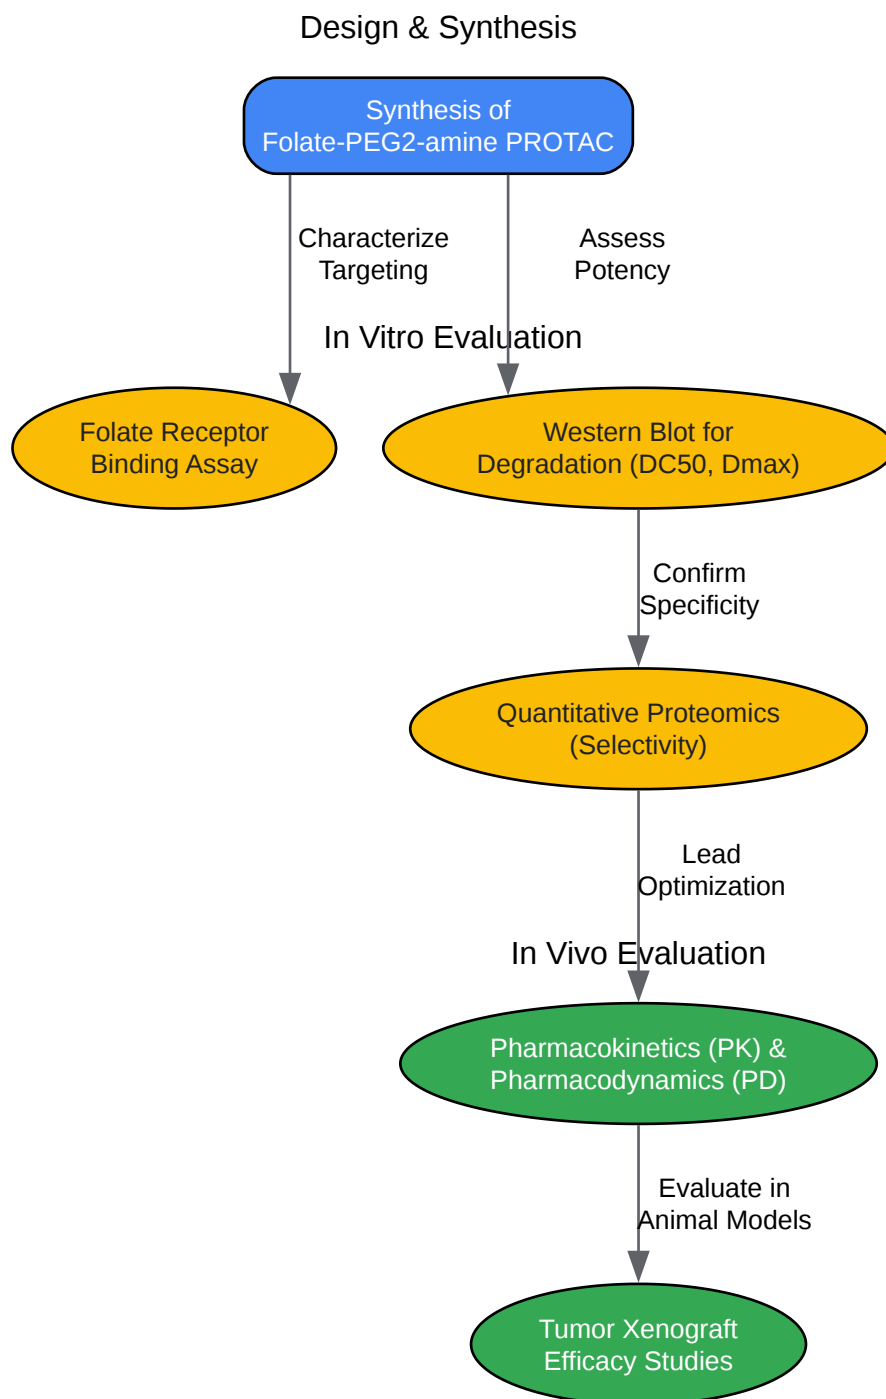 Design & Synthesis
Synthesis of
Folate-PEG2-amine PROTAC
Characterize
Targeting
Assess
Potency
In Vitro Evaluation
Folate Receptor
Binding Assay
Western Blot for
Degradation (DC50, Dmax)
Confirm
Specificity
Quantitative Proteomics
(Selectivity)
Lead
Optimization
In Vivo Evaluation
Pharmacokinetics (PK) &
Pharmacodynamics (PD)
Evaluate in
Animal Models
Tumor Xenograft
Efficacy Studies